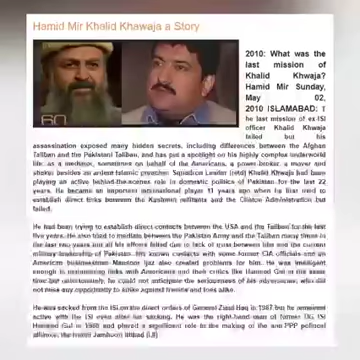 Hamid Mir Khalid Khawaja a Story
60
2010: What was the
last mission of
Khalid Khwaja?
Hamid Mir Sunday,
May 02,
2010 ISLAMABAD: T
he last mission of ex-ISI
officer Khalid Khwaja
failed but his
assassination exposed many hidden secrets, including differences between the Afghan
Taliban and the Pakistani Taliban, and has put a spotlight on his highly complex underworld
life as a mediator, sometimes on behalf of the Americans, a power-broker, a mover and
shaker besides an ardent Islamic preacher. Squadron Leader (retd) Khalid Khwaja had been
playing an active behind-the-scenes role in domestic politics of Pakistan for the last 22
years. He became an important international player 11 years ago when he first tried to
establish direct links between the Kashmiri militants and the Clinton Administration but
failed.
He had been trying to establish direct contacts between the USA and the Taliban for the last
five years. He also tried to mediate between the Pakistan Army and the Taliban many times in
the last two years but all his efforts failed due to lack of trust between him and the current
military leadership of Pakistan. His known contacts with some former CIA officials and an
American businessman Mansoor Ijaz also created problems for him. He was intelligent
enough in maintaining links with Americans and their critics like Hameed Gul in the same
time but unfortunately, he could not anticipate the seriousness of his adversaries, who did
not miss any opportunity to strike against friends and foes alike.
He was sacked from the ISI on the direct orders of General Ziaul Haq in 1987 but he remained
active with the ISI even after his sacking. He was the right-hand man of former DG ISI
Hameed Gul in 1988 and played a significant role in the making of the anti-PPP political
alliance, the Islami Jamhoori Ittehad (IJI)